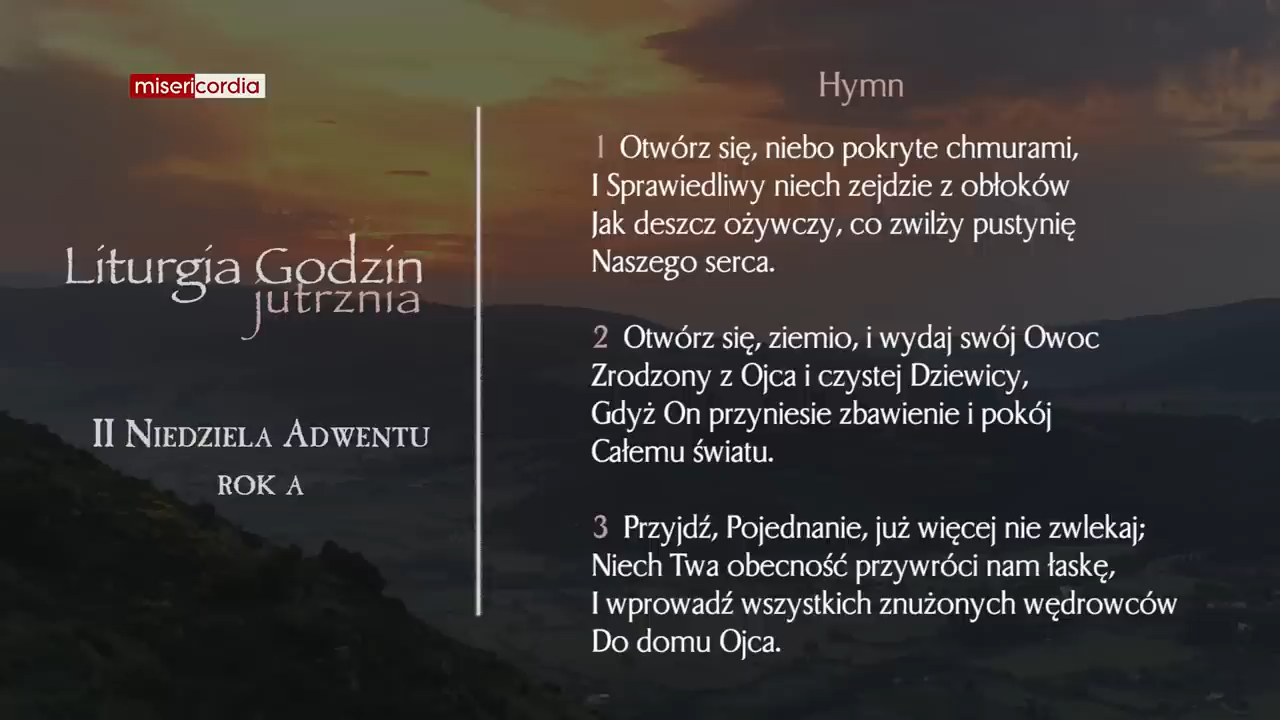 misericordia
Liturgia Godzin
jutrznia
II Niedziela Adwentu
rok A
Hymn
1 Otwórz się, niebo pokryte chmurami,
I Sprawiedliwy niech zejdzie z obłoków
Jak deszcz ożywczy, co zwilży pustynię
Naszego serca.
2 Otwórz się, ziemio, i wydaj swój Owoc
Zrodzony z Ojca i czystej Dziewicy,
Gdyż On przyniesie zbawienie i pokój
Całemu światu.
3 Przyjdź, Pojednanie, już więcej nie zwlekaj;
Niech Twa obecność przywróci nam łaskę,
I wprowadź wszystkich znużonych wędrowców
Do domu Ojca.